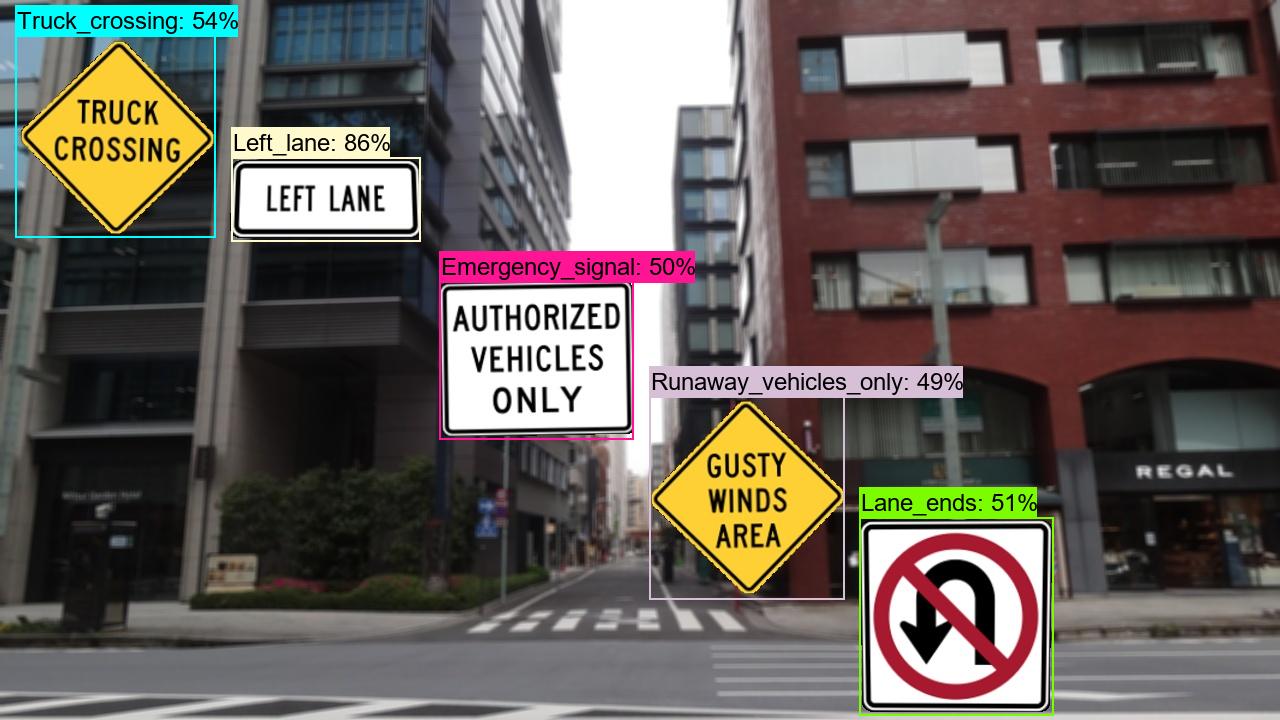 Truck_crossing: 54%
TRUCK
CROSSING
Left_lane: 86%
LEFT LANE
Emergency_signal: 50%
AUTHORIZED
VEHICLES
ONLY
Runaway_vehicles_only: 49%
GUSTY
WINDS
AREA
REGAL
Lane_ends: 51%